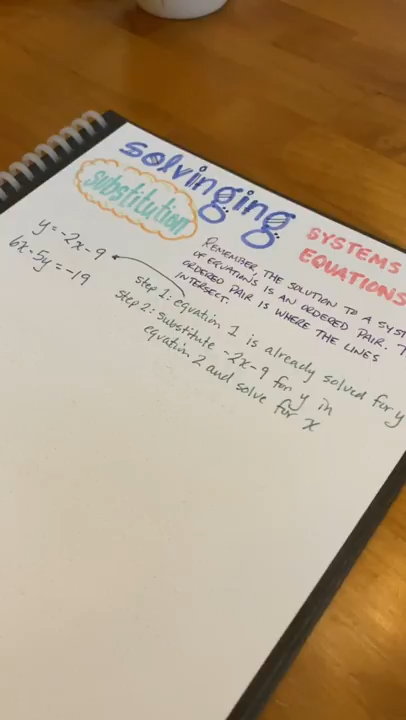 solvinging
substitution
SYSTEMS
EQUATIONS
REMEMBER, THE SOLUTION TO A SYST
OF EQUATIONS IS AN ORDERED PAIR. T
ORDERED PAIR IS WHERE THE LINES
INTERSECT.
y=-2x-9
6x-5y=-19
Step 1: equation 1 is already solved for y
Step 2: Substitute -2x-9 for y in
equation 2 and solve for x